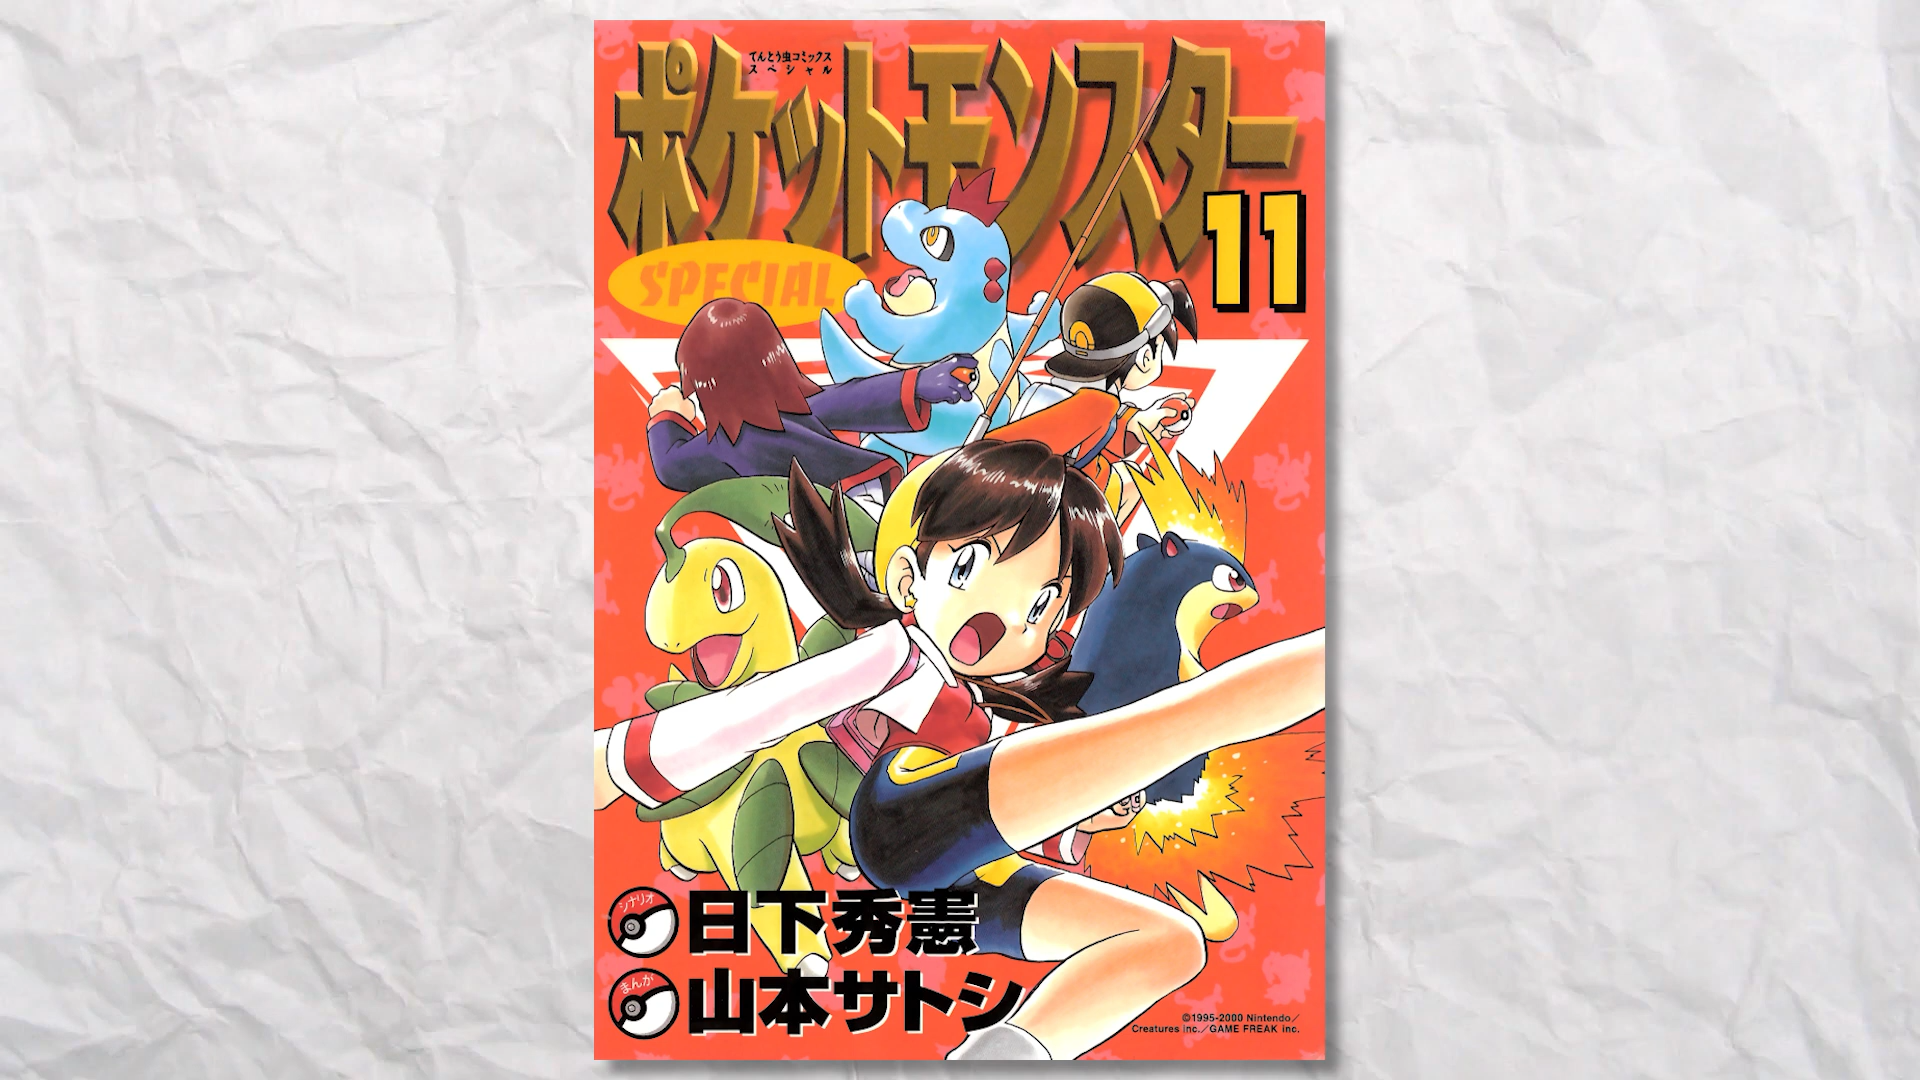 てんとう虫コミックス
スペシャル
ポケットモンスター
11
SPECIAL
シナリオ
日下秀憲
まんが
山本サトシ
©1995-2000 Nintendo／
Creatures inc.／GAME FREAK inc.